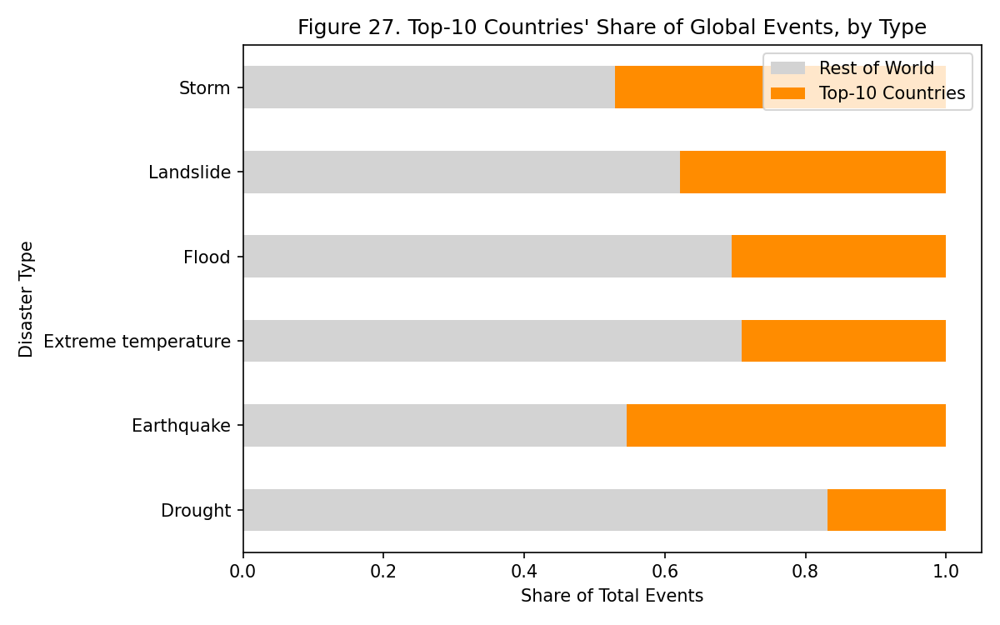 Figure 27. Top-10 Countries' Share of Global Events, by Type
Rest of World
Top-10 Countries
Storm
Landslide
Flood
Extreme temperature
Earthquake
Drought
Disaster Type
0.0 0.2 0.4 0.6 0.8 1.0
Share of Total Events